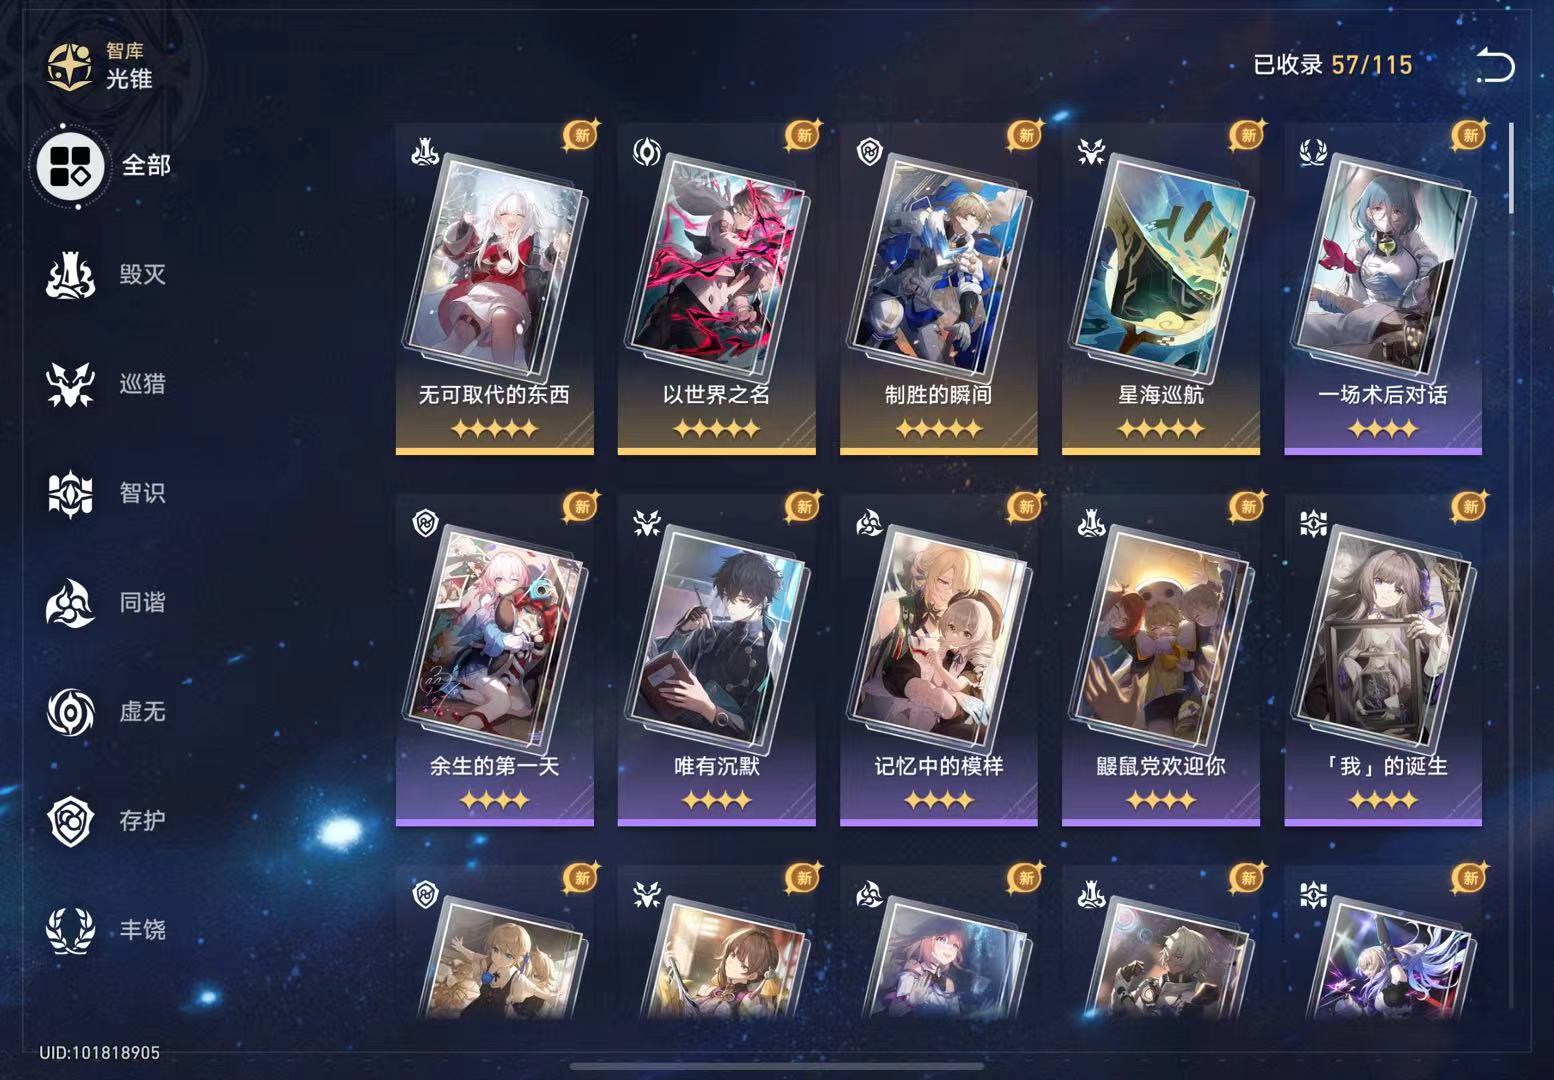 智库
光锥
已收录 57/115
全部
毁灭
巡猎
智识
同谐
虚无
存护
丰饶
新
新
新
新
新
无可取代的东西
以世界之名
制胜的瞬间
星海巡航
一场术后对话
新
新
新
新
新
余生的第一天
唯有沉默
记忆中的模样
鼹鼠党欢迎你
「我」的诞生
新
新
新
新
新
UID:101818905